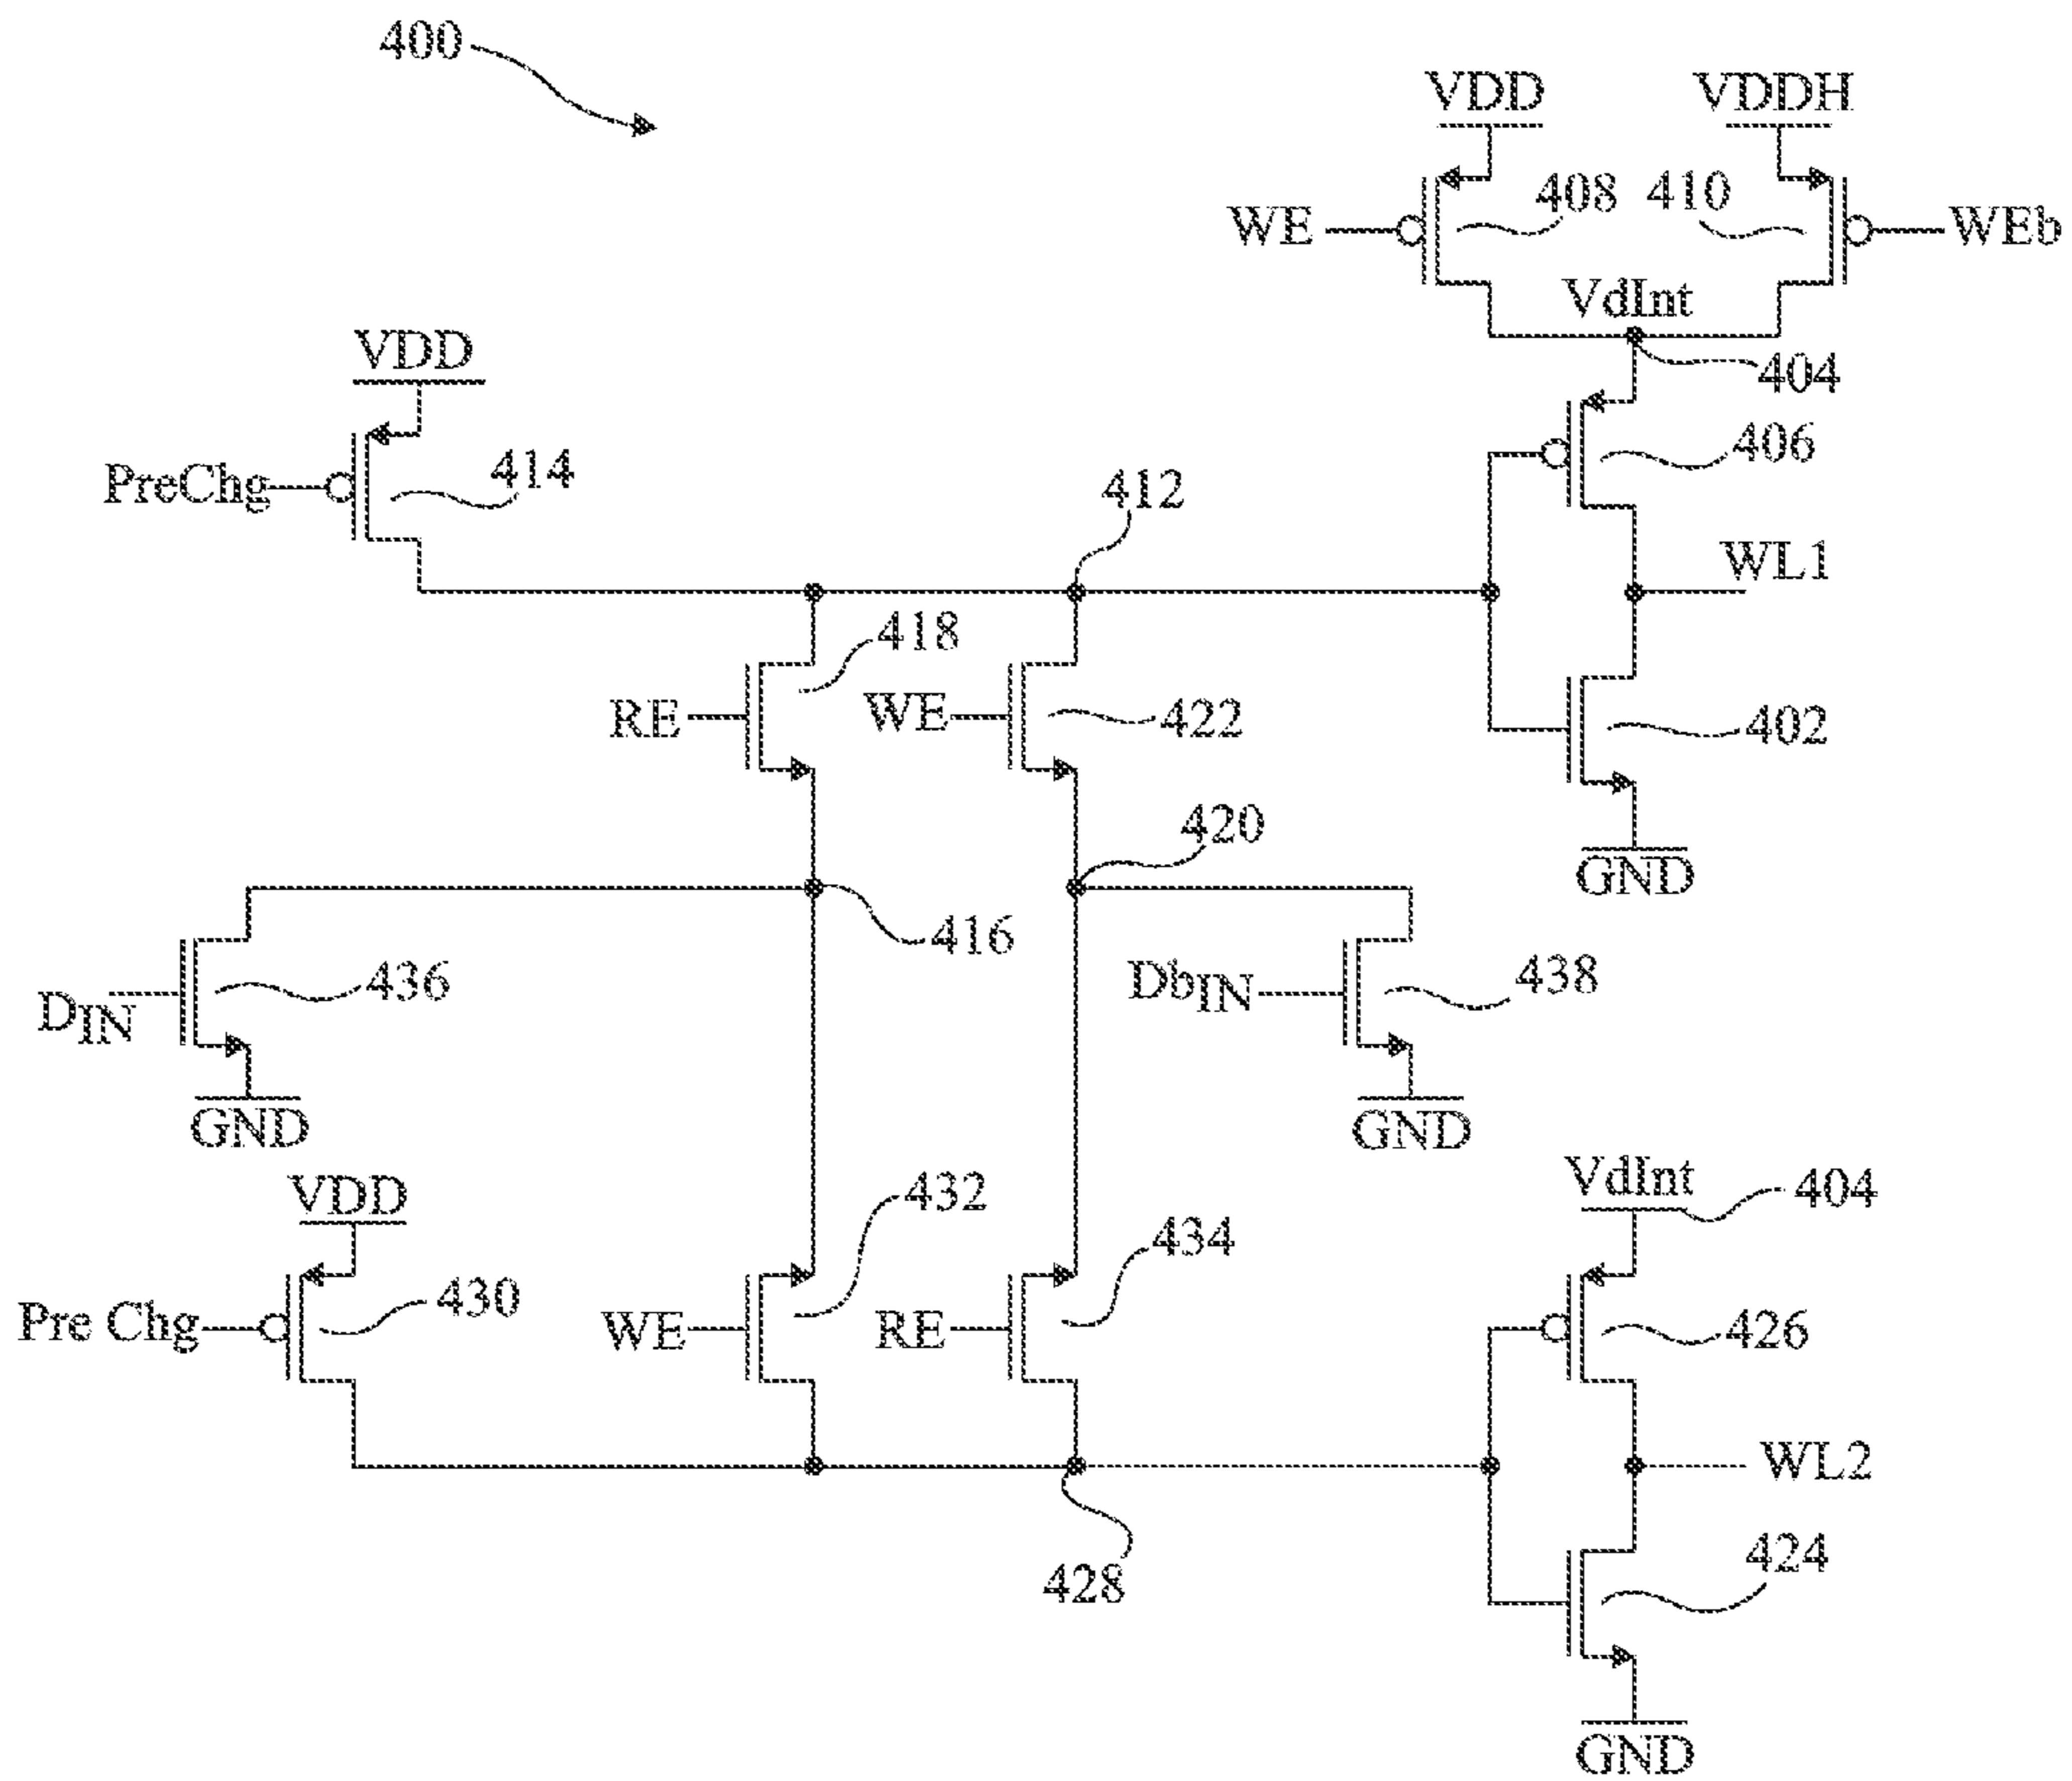 400
VDD VDDH
WE 408 410 WEb
VdInt
404
VDD
PreChg 414
412
406
WL1
418
RE WE 422
402
420
GND
416
DIN 436
DbIN 438
GND GND
VDD
432
VdInt 404
434
Pre Chg 430
WE RE
426
WL2
428
424
GND